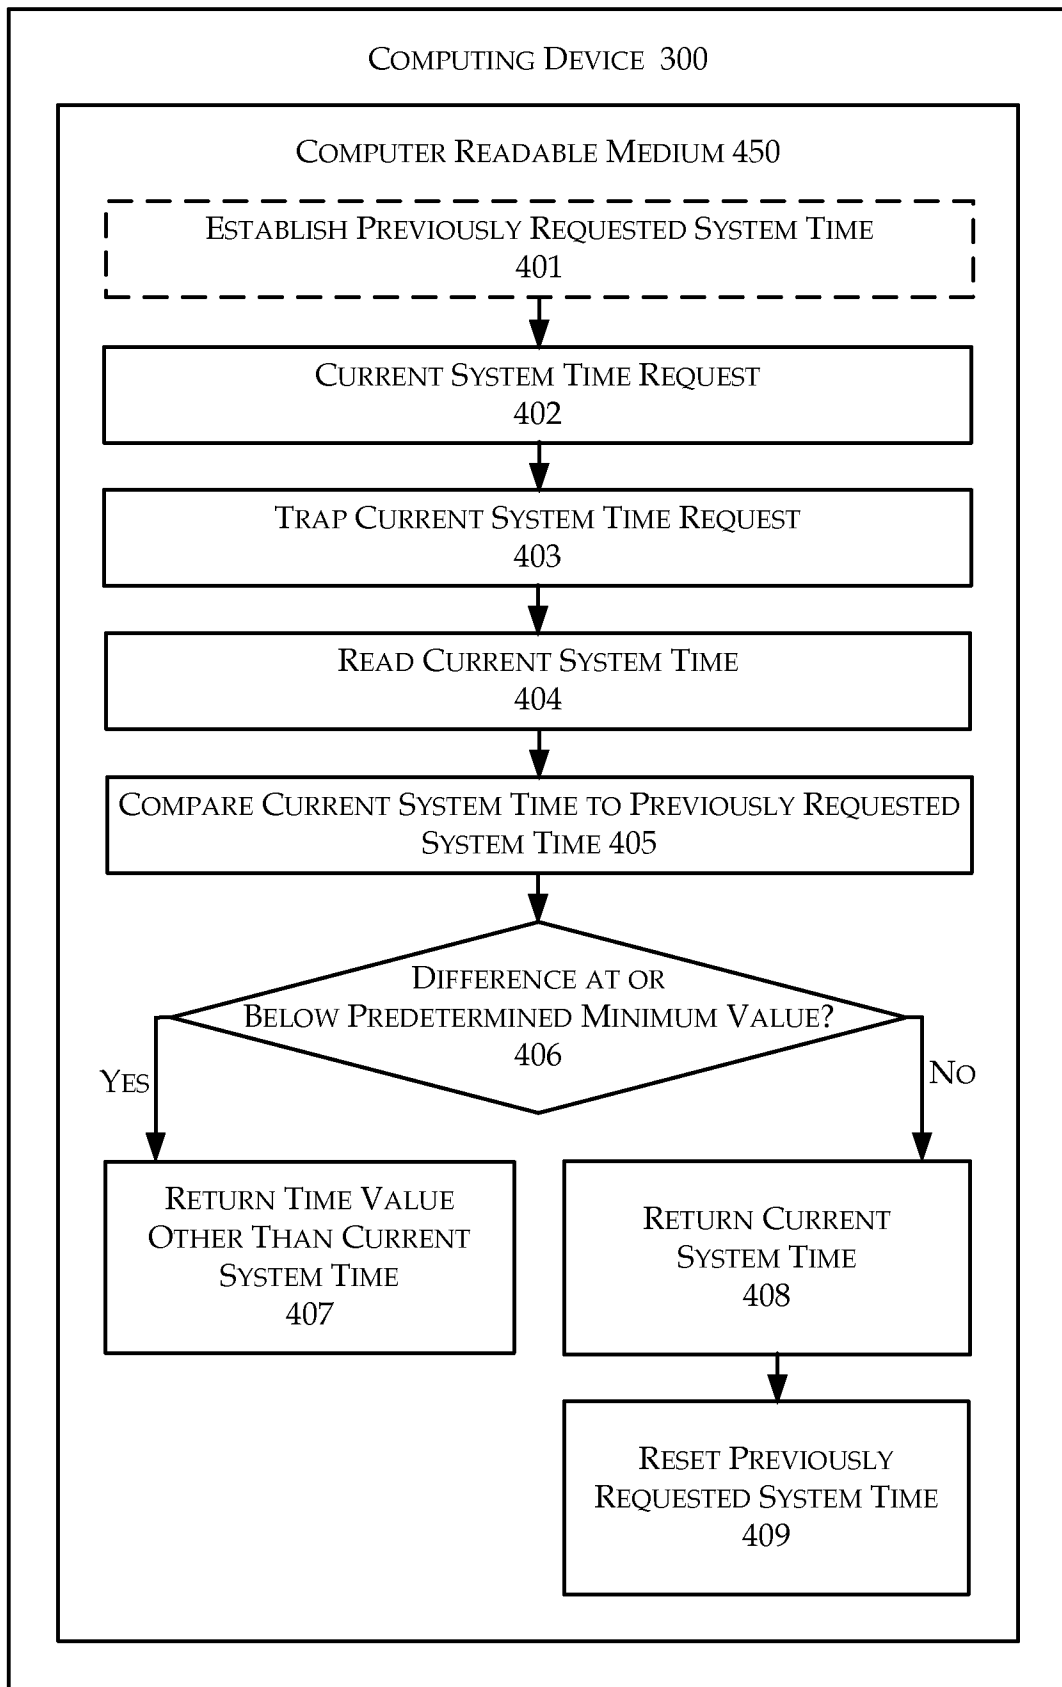 COMPUTING DEVICE 300
COMPUTER READABLE MEDIUM 450
ESTABLISH PREVIOUSLY REQUESTED SYSTEM TIME
401
CURRENT SYSTEM TIME REQUEST
402
TRAP CURRENT SYSTEM TIME REQUEST
403
READ CURRENT SYSTEM TIME
404
COMPARE CURRENT SYSTEM TIME TO PREVIOUSLY REQUESTED
SYSTEM TIME 405
DIFFERENCE AT OR
BELOW PREDETERMINED MINIMUM VALUE?
406
YES
NO
RETURN TIME VALUE
OTHER THAN CURRENT
SYSTEM TIME
407
RETURN CURRENT
SYSTEM TIME
408
RESET PREVIOUSLY
REQUESTED SYSTEM TIME
409